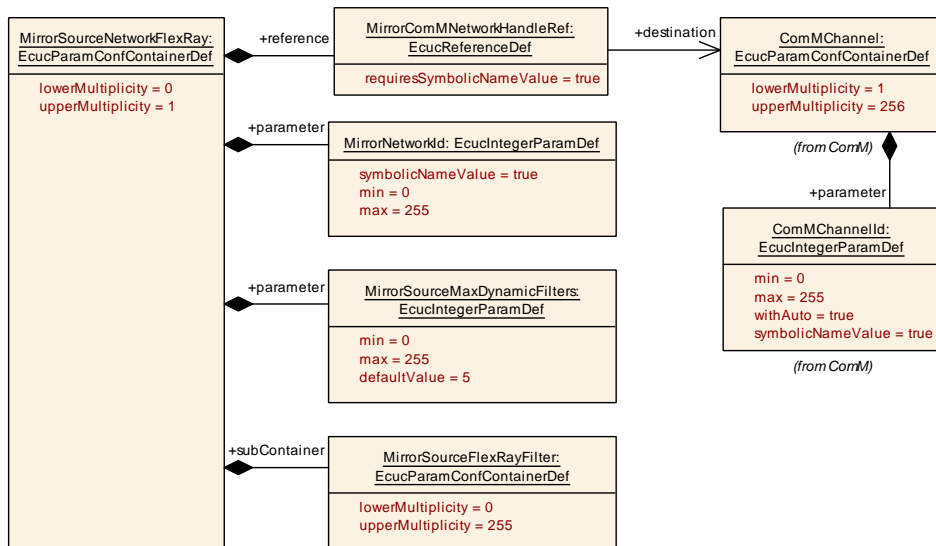 MirrorSourceNetworkFlexRay:
EcucParamConfContainerDef
lowerMultiplicity = 0
upperMultiplicity = 1
+reference
MirrorComMNetworkHandleRef:
EcucReferenceDef
requiresSymbolicNameValue = true
+destination
ComMChannel:
EcucParamConfContainerDef
lowerMultiplicity = 1
upperMultiplicity = 256
(from ComM)
+parameter
MirrorNetworkId: EcucIntegerParamDef
symbolicNameValue = true
min = 0
max = 255
+parameter
ComMChannelId:
EcucIntegerParamDef
min = 0
max = 255
withAuto = true
symbolicNameValue = true
(from ComM)
+parameter
MirrorSourceMaxDynamicFilters:
EcucIntegerParamDef
min = 0
max = 255
defaultValue = 5
+subContainer
MirrorSourceFlexRayFilter:
EcucParamConfContainerDef
lowerMultiplicity = 0
upperMultiplicity = 255